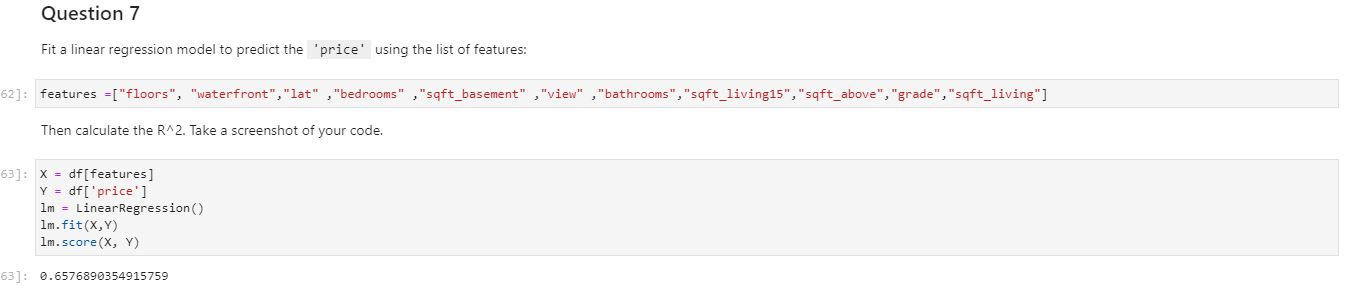 Question 7
Fit a linear regression model to predict the 'price' using the list of features:
62]: features =["floors", "waterfront","lat" ,"bedrooms" ,"sqft_basement" ,"view" ,"bathrooms","sqft_living15","sqft_above","grade","sqft_living"]
Then calculate the R^2. Take a screenshot of your code.
63]: X = df[features]
Y = df['price']
lm = LinearRegression()
lm.fit(X,Y)
lm.score(X, Y)
63]: 0.6576890354915759